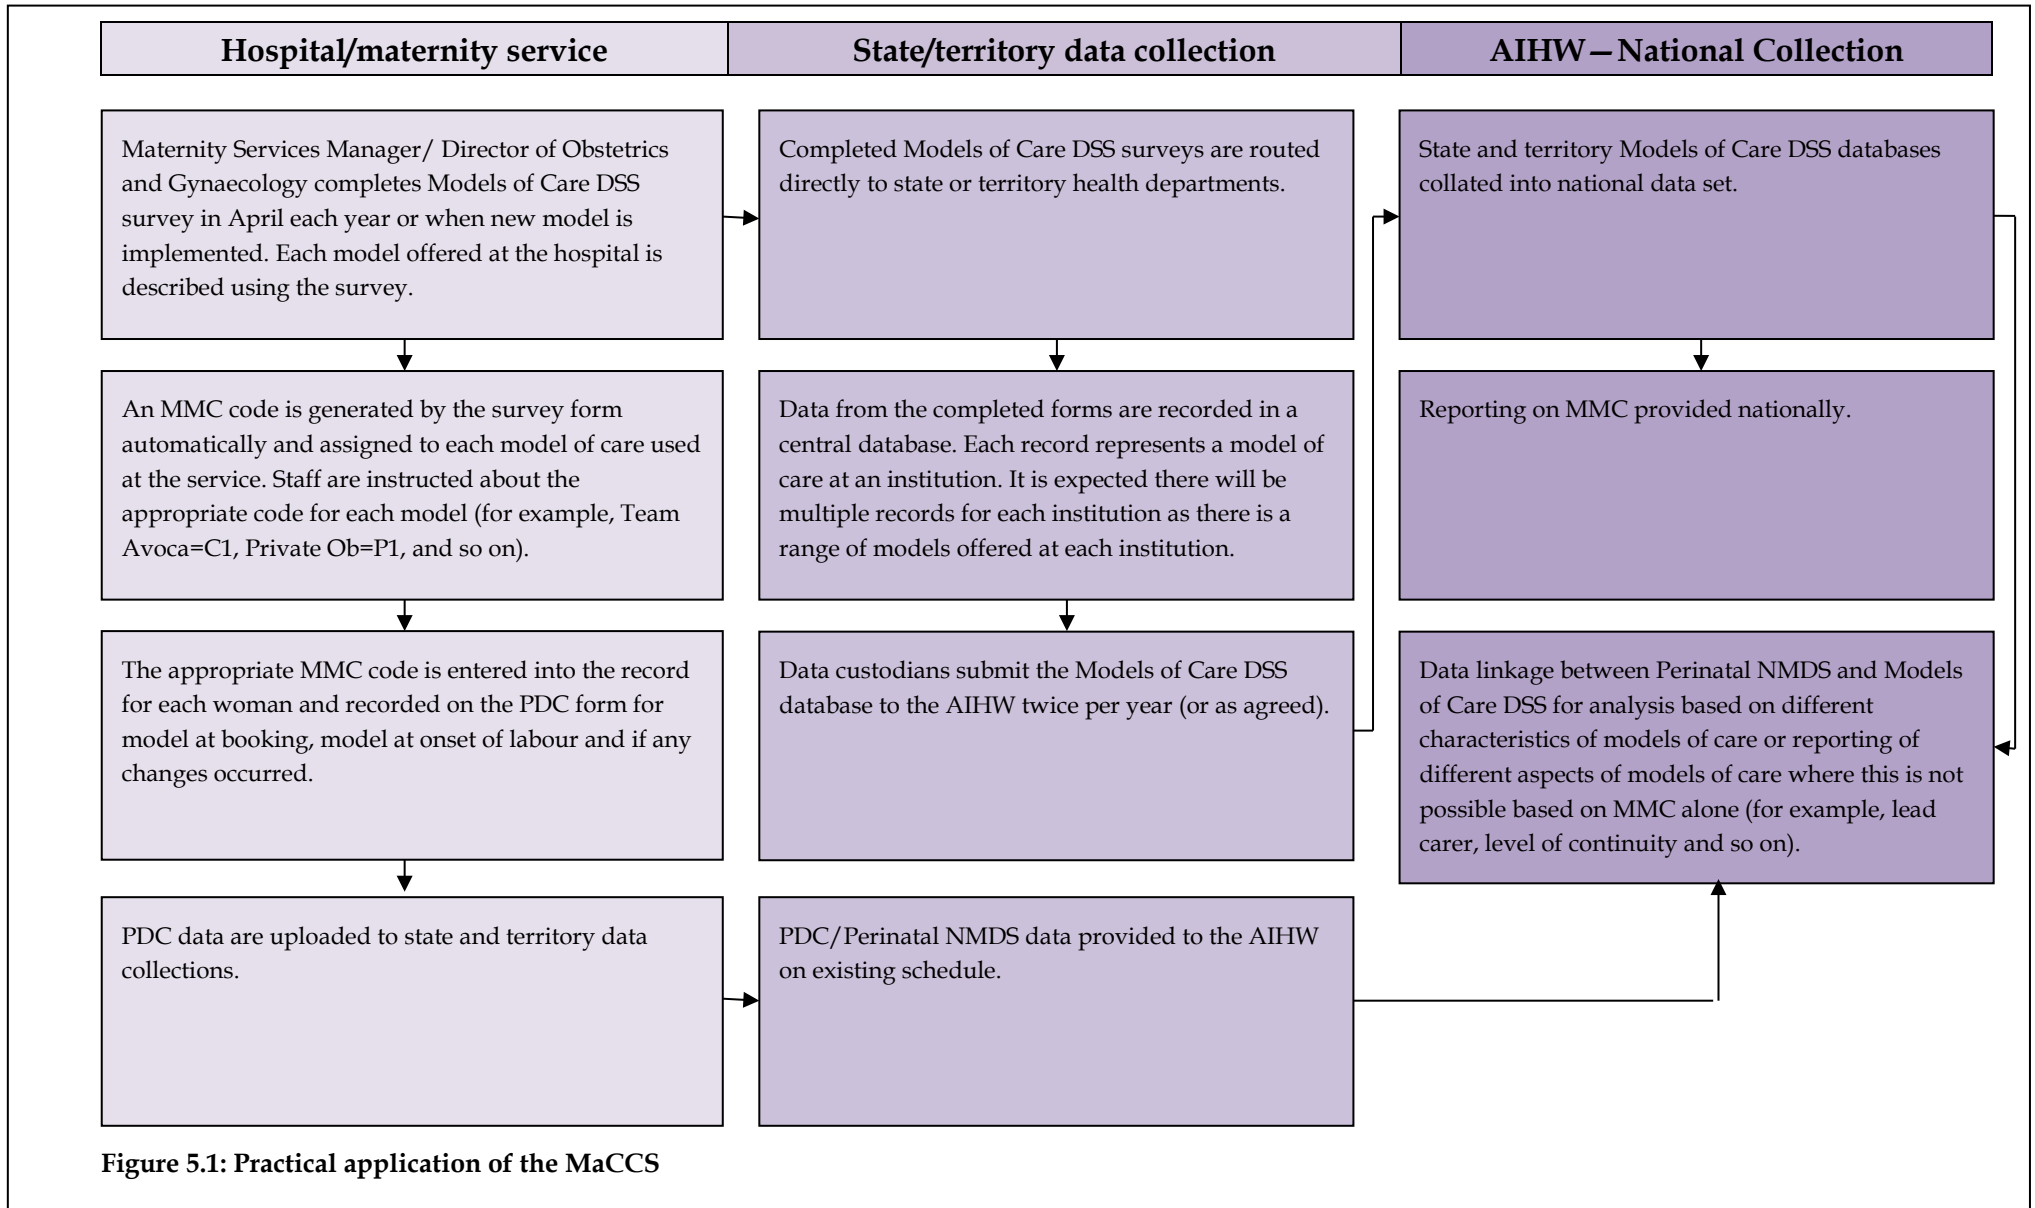 Hospital/maternity service
State/territory data collection
AIHW—National Collection
Maternity Services Manager/ Director of Obstetrics
and Gynaecology completes Models of Care DSS
survey in April each year or when new model is
implemented. Each model offered at the hospital is
described using the survey.
Completed Models of Care DSS surveys are routed
directly to state or territory health departments.
State and territory Models of Care DSS databases
collated into national data set.
An MMC code is generated by the survey form
automatically and assigned to each model of care used
at the service. Staff are instructed about the
appropriate code for each model (for example, Team
Avoca=C1, Private Ob=P1, and so on).
Data from the completed forms are recorded in a
central database. Each record represents a model of
care at an institution. It is expected there will be
multiple records for each institution as there is a
range of models offered at each institution.
Reporting on MMC provided nationally.
The appropriate MMC code is entered into the record
for each woman and recorded on the PDC form for
model at booking, model at onset of labour and if any
changes occurred.
Data custodians submit the Models of Care DSS
database to the AIHW twice per year (or as agreed).
Data linkage between Perinatal NMDS and Models
of Care DSS for analysis based on different
characteristics of models of care or reporting of
different aspects of models of care where this is not
possible based on MMC alone (for example, lead
carer, level of continuity and so on).
PDC data are uploaded to state and territory data
collections.
PDC/Perinatal NMDS data provided to the AIHW
on existing schedule.
Figure 5.1: Practical application of the MaCCS